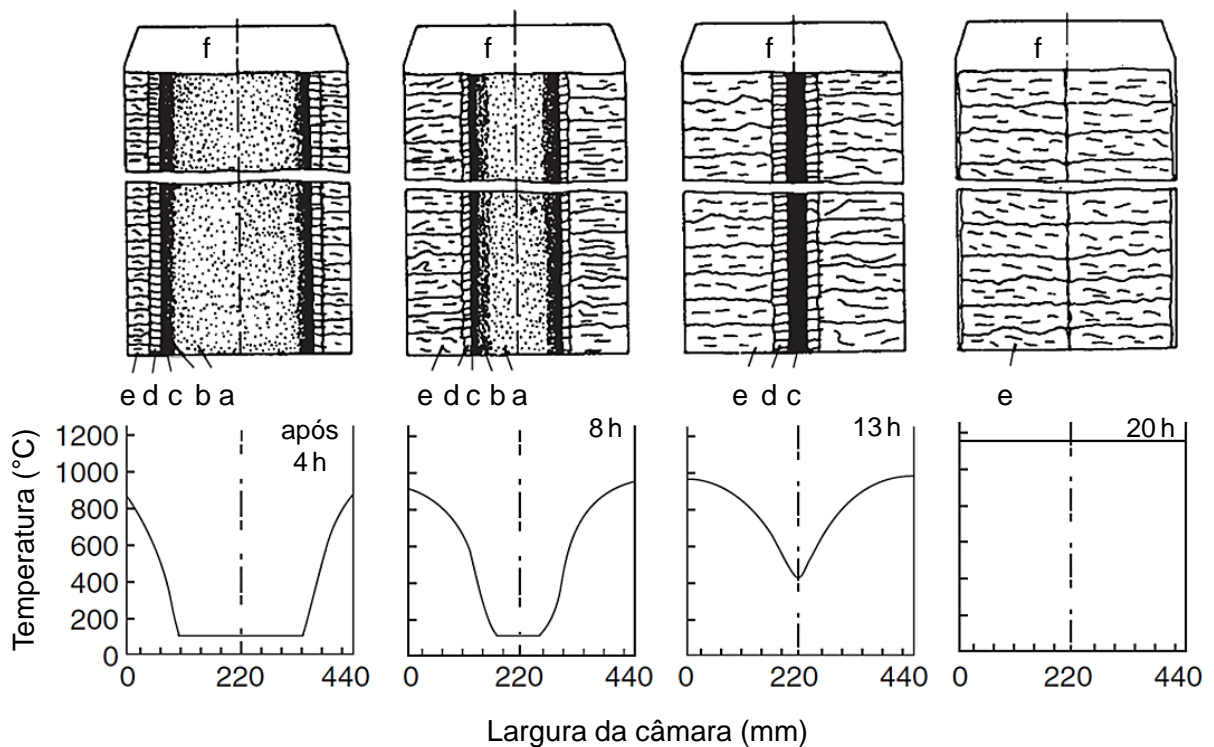 f f f f
e d c b a e d c b a e d c e
Temperatura (°C)
1200
1000
800
600
400
200
0
após
4 h
8 h
13 h
20 h
0 220 440 0 220 440 0 220 440 0 220 440
Largura da câmara (mm)